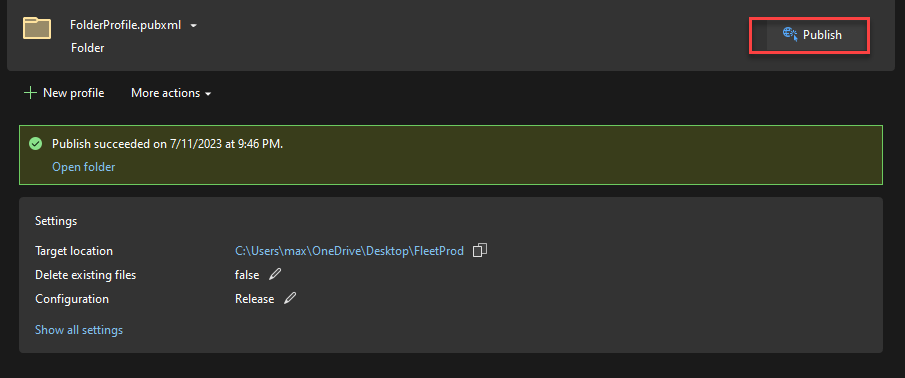 FolderProfile.pubxml
Folder
Publish
New profile
More actions
Publish succeeded on 7/11/2023 at 9:46 PM.
Open folder
Settings
Target location C:\Users\max\OneDrive\Desktop\FleetProd
Delete existing files false
Configuration Release
Show all settings